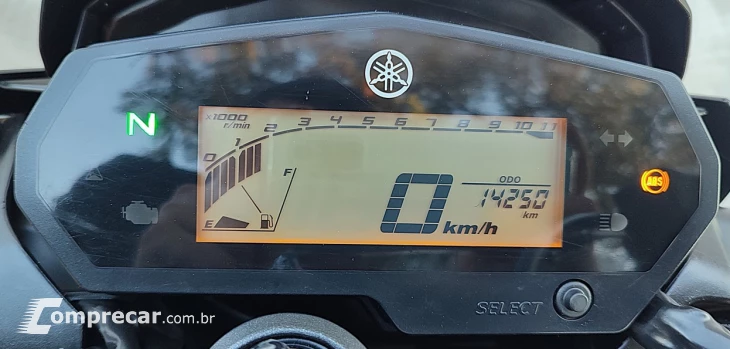 N
x1000
r/min
0 1 2 3 4 5 6 7 8 9 10 11
F
E
0 km/h
ODO
14250
km
ABS
SELECT
Comprecar.com.br